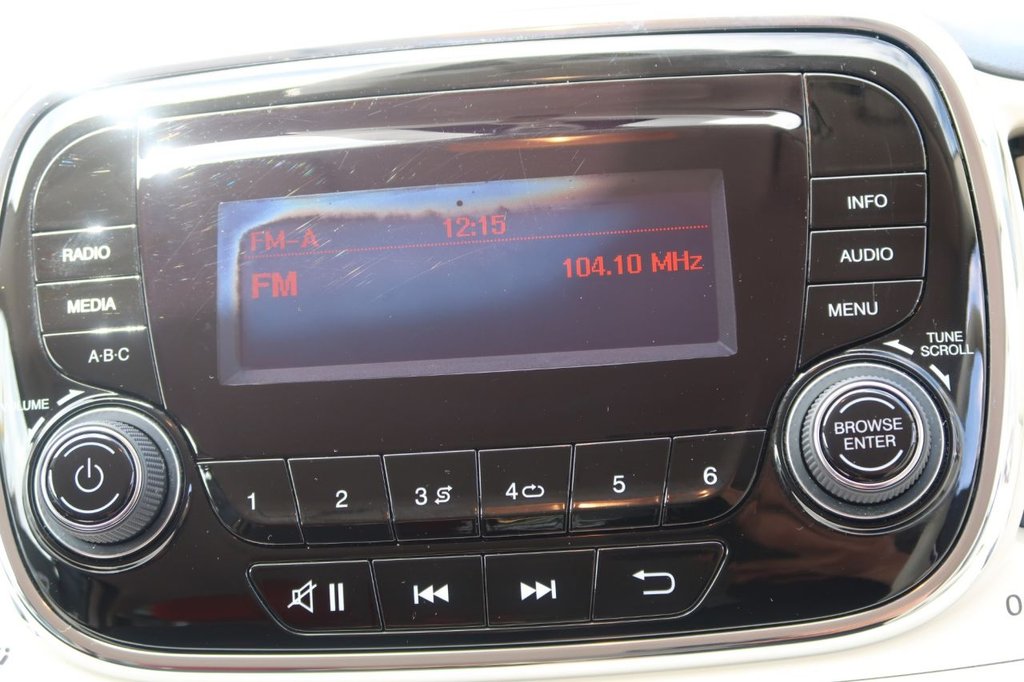 12:15
FM-A
FM
104.10 MHz
RADIO
MEDIA
A·B·C
INFO
AUDIO
MENU
TUNE
SCROLL
BROWSE
ENTER
1
2
3
4
5
6
0